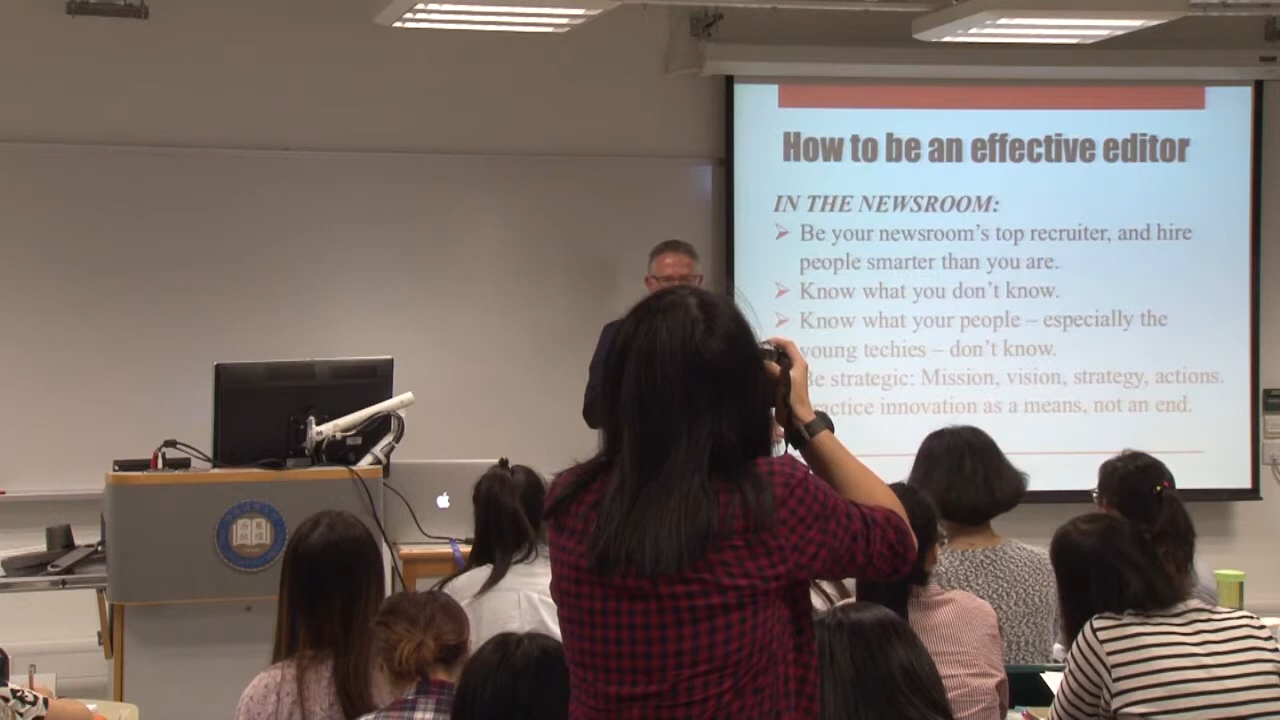 How to be an effective editor
IN THE NEWSROOM:
Be your newsroom's top recruiter, and hire
people smarter than you are.
Know what you don't know.
Know what your people – especially the
young techies – don't know.
Be strategic: Mission, vision, strategy, actions.
ractice innovation as a means, not an end.